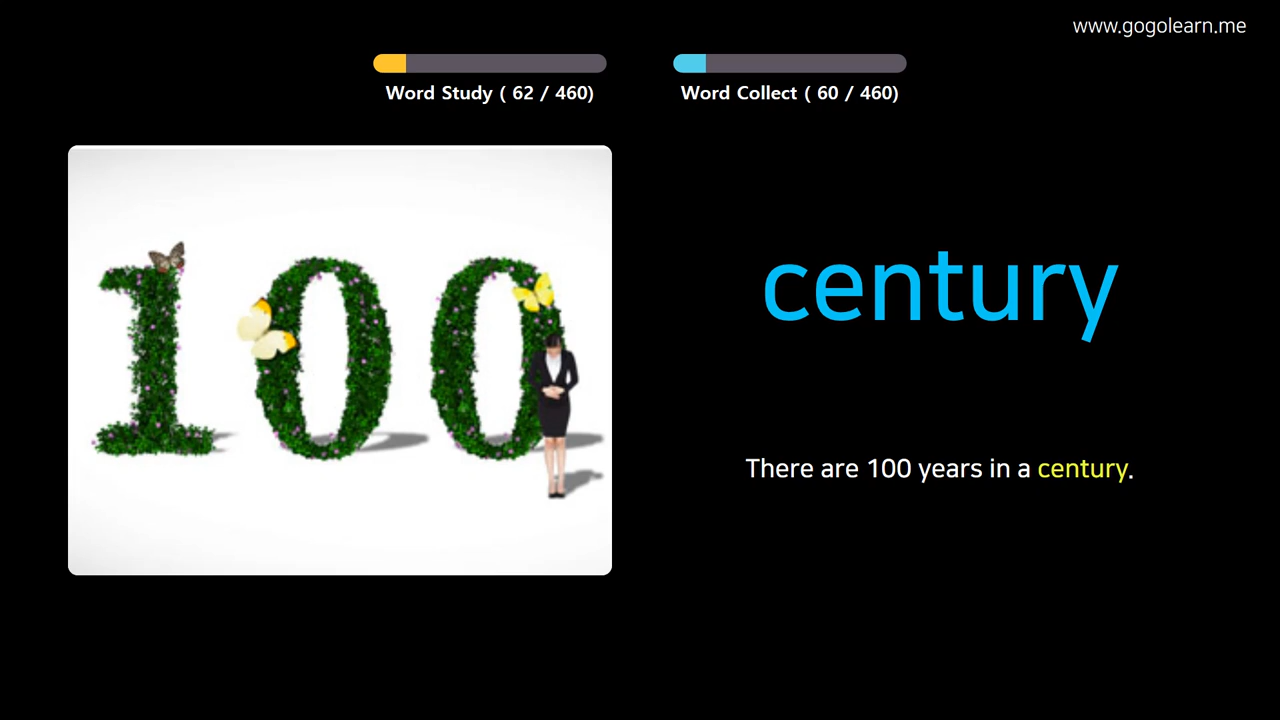 www.gogolearn.me
Word Study ( 62 / 460)
Word Collect ( 60 / 460)
100
century
There are 100 years in a century.